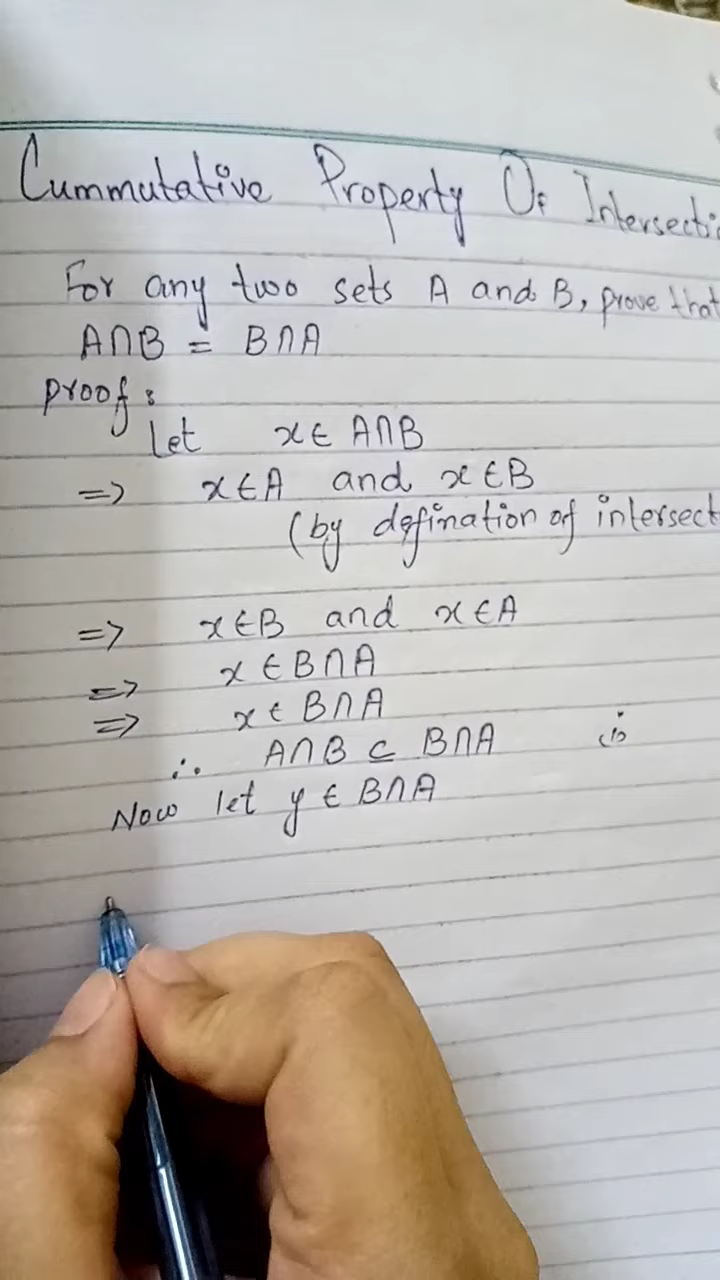 Cummutative Property Of Intersectio
For any two sets A and B, prove that
A∩B = B∩A
proof:
Let x∈ A∩B
=> x∈A and x∈B
(by defination of intersect
=> x∈B and x∈A
=> x∈B∩A
=> x∈B∩A
∴ A∩B ⊂ B∩A (i)
Now let y ∈ B∩A